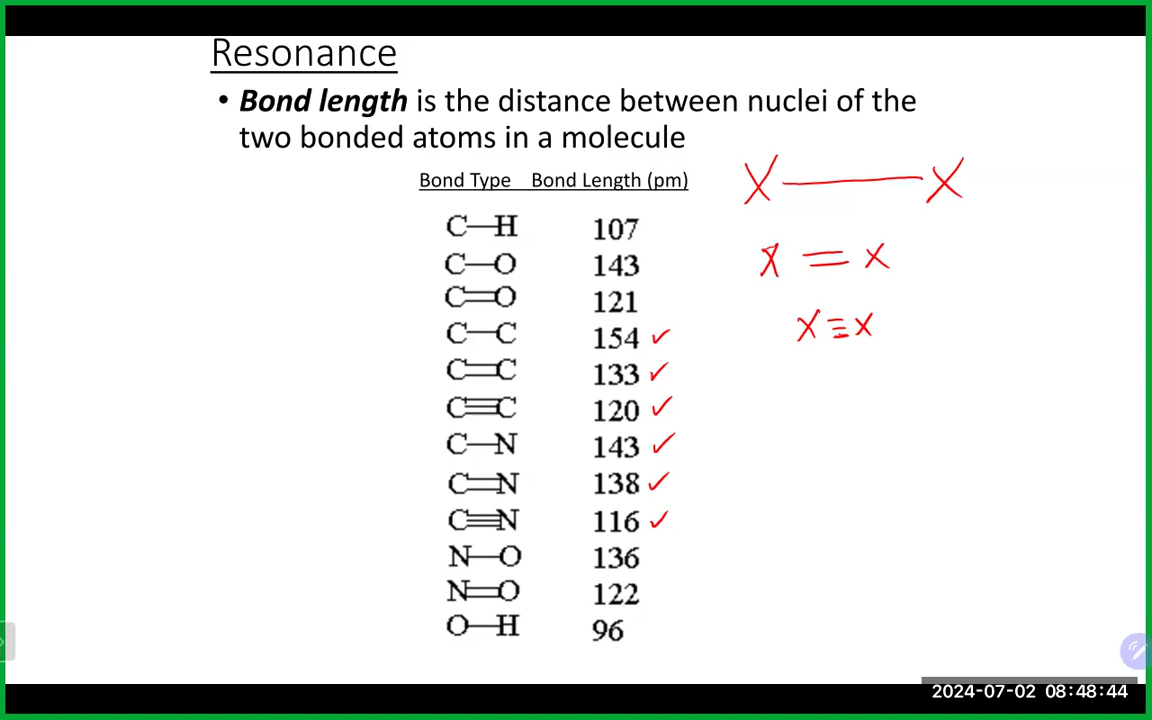 Resonance
• Bond length is the distance between nuclei of the
two bonded atoms in a molecule
Bond Type Bond Length (pm)
C—H 107
C—O 143
C=O 121
C—C 154 ✓
C=C 133 ✓
C≡C 120 ✓
C—N 143 ✓
C=N 138 ✓
C≡N 116 ✓
N—O 136
N=O 122
O—H 96
X — X
X = X
X ≡ X
2024-07-02 08:48:44